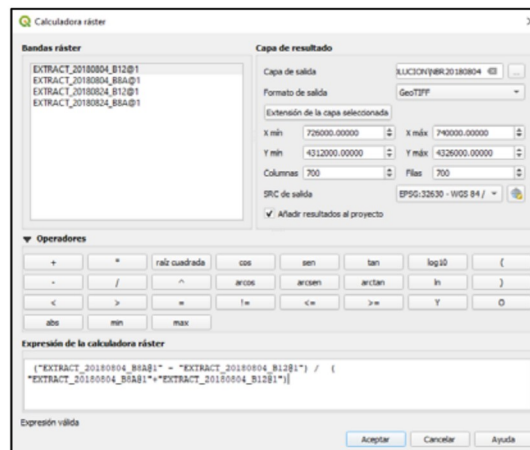 Calculadora ráster
Bandas ráster
EXTRACT_20180804_B12@1
EXTRACT_20180804_B8A@1
EXTRACT_20180824_B12@1
EXTRACT_20180824_B8A@1
Capa de resultado
Capa de salida OLUCION\NBR20180804 ...
Formato de salida GeoTIFF
Extensión de la capa seleccionada
X mín 726000.00000 X máx 740000.00000
Y mín 4312000.00000 Y máx 4326000.00000
Columnas 700 Filas 700
SRC de salida EPSG:32630 - WGS 84 /
Añadir resultados al proyecto
Operadores
+ * raíz cuadrada cos sen tan log10 (
- / ^ arcos arcsen arctan ln )
< > = != <= >= Y O
abs min max
Expresión de la calculadora ráster
("EXTRACT_20180804_B8A@1" - "EXTRACT_20180804_B12@1") / (
"EXTRACT_20180804_B8A@1"+"EXTRACT_20180804_B12@1")
Expresión válida
Aceptar Cancelar Ayuda